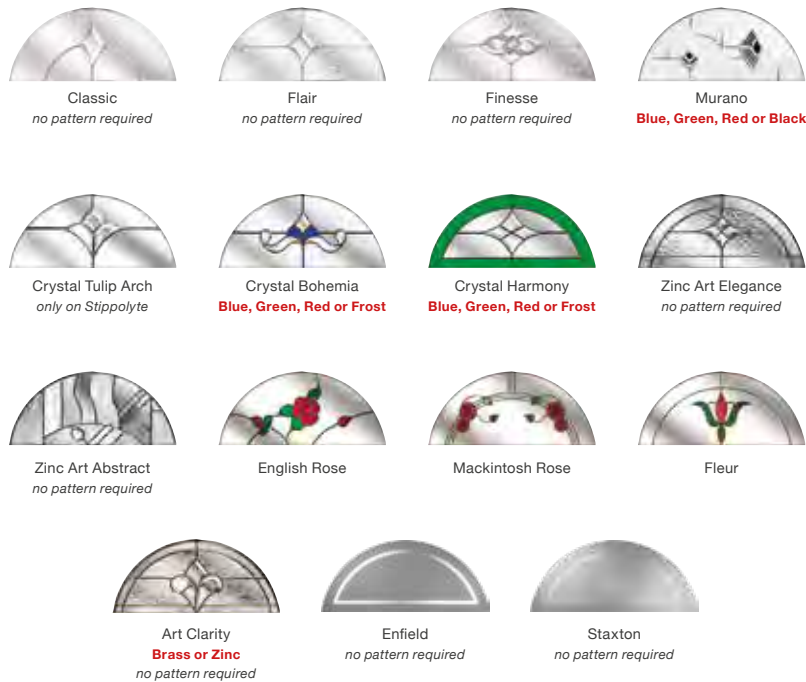 Classic
no pattern required
Flair
no pattern required
Finesse
no pattern required
Murano
Blue, Green, Red or Black
Crystal Tulip Arch
only on Stippolyte
Crystal Bohemia
Blue, Green, Red or Frost
Crystal Harmony
Blue, Green, Red or Frost
Zinc Art Elegance
no pattern required
Zinc Art Abstract
no pattern required
English Rose
Mackintosh Rose
Fleur
Art Clarity
Brass or Zinc
no pattern required
Enfield
no pattern required
Staxton
no pattern required